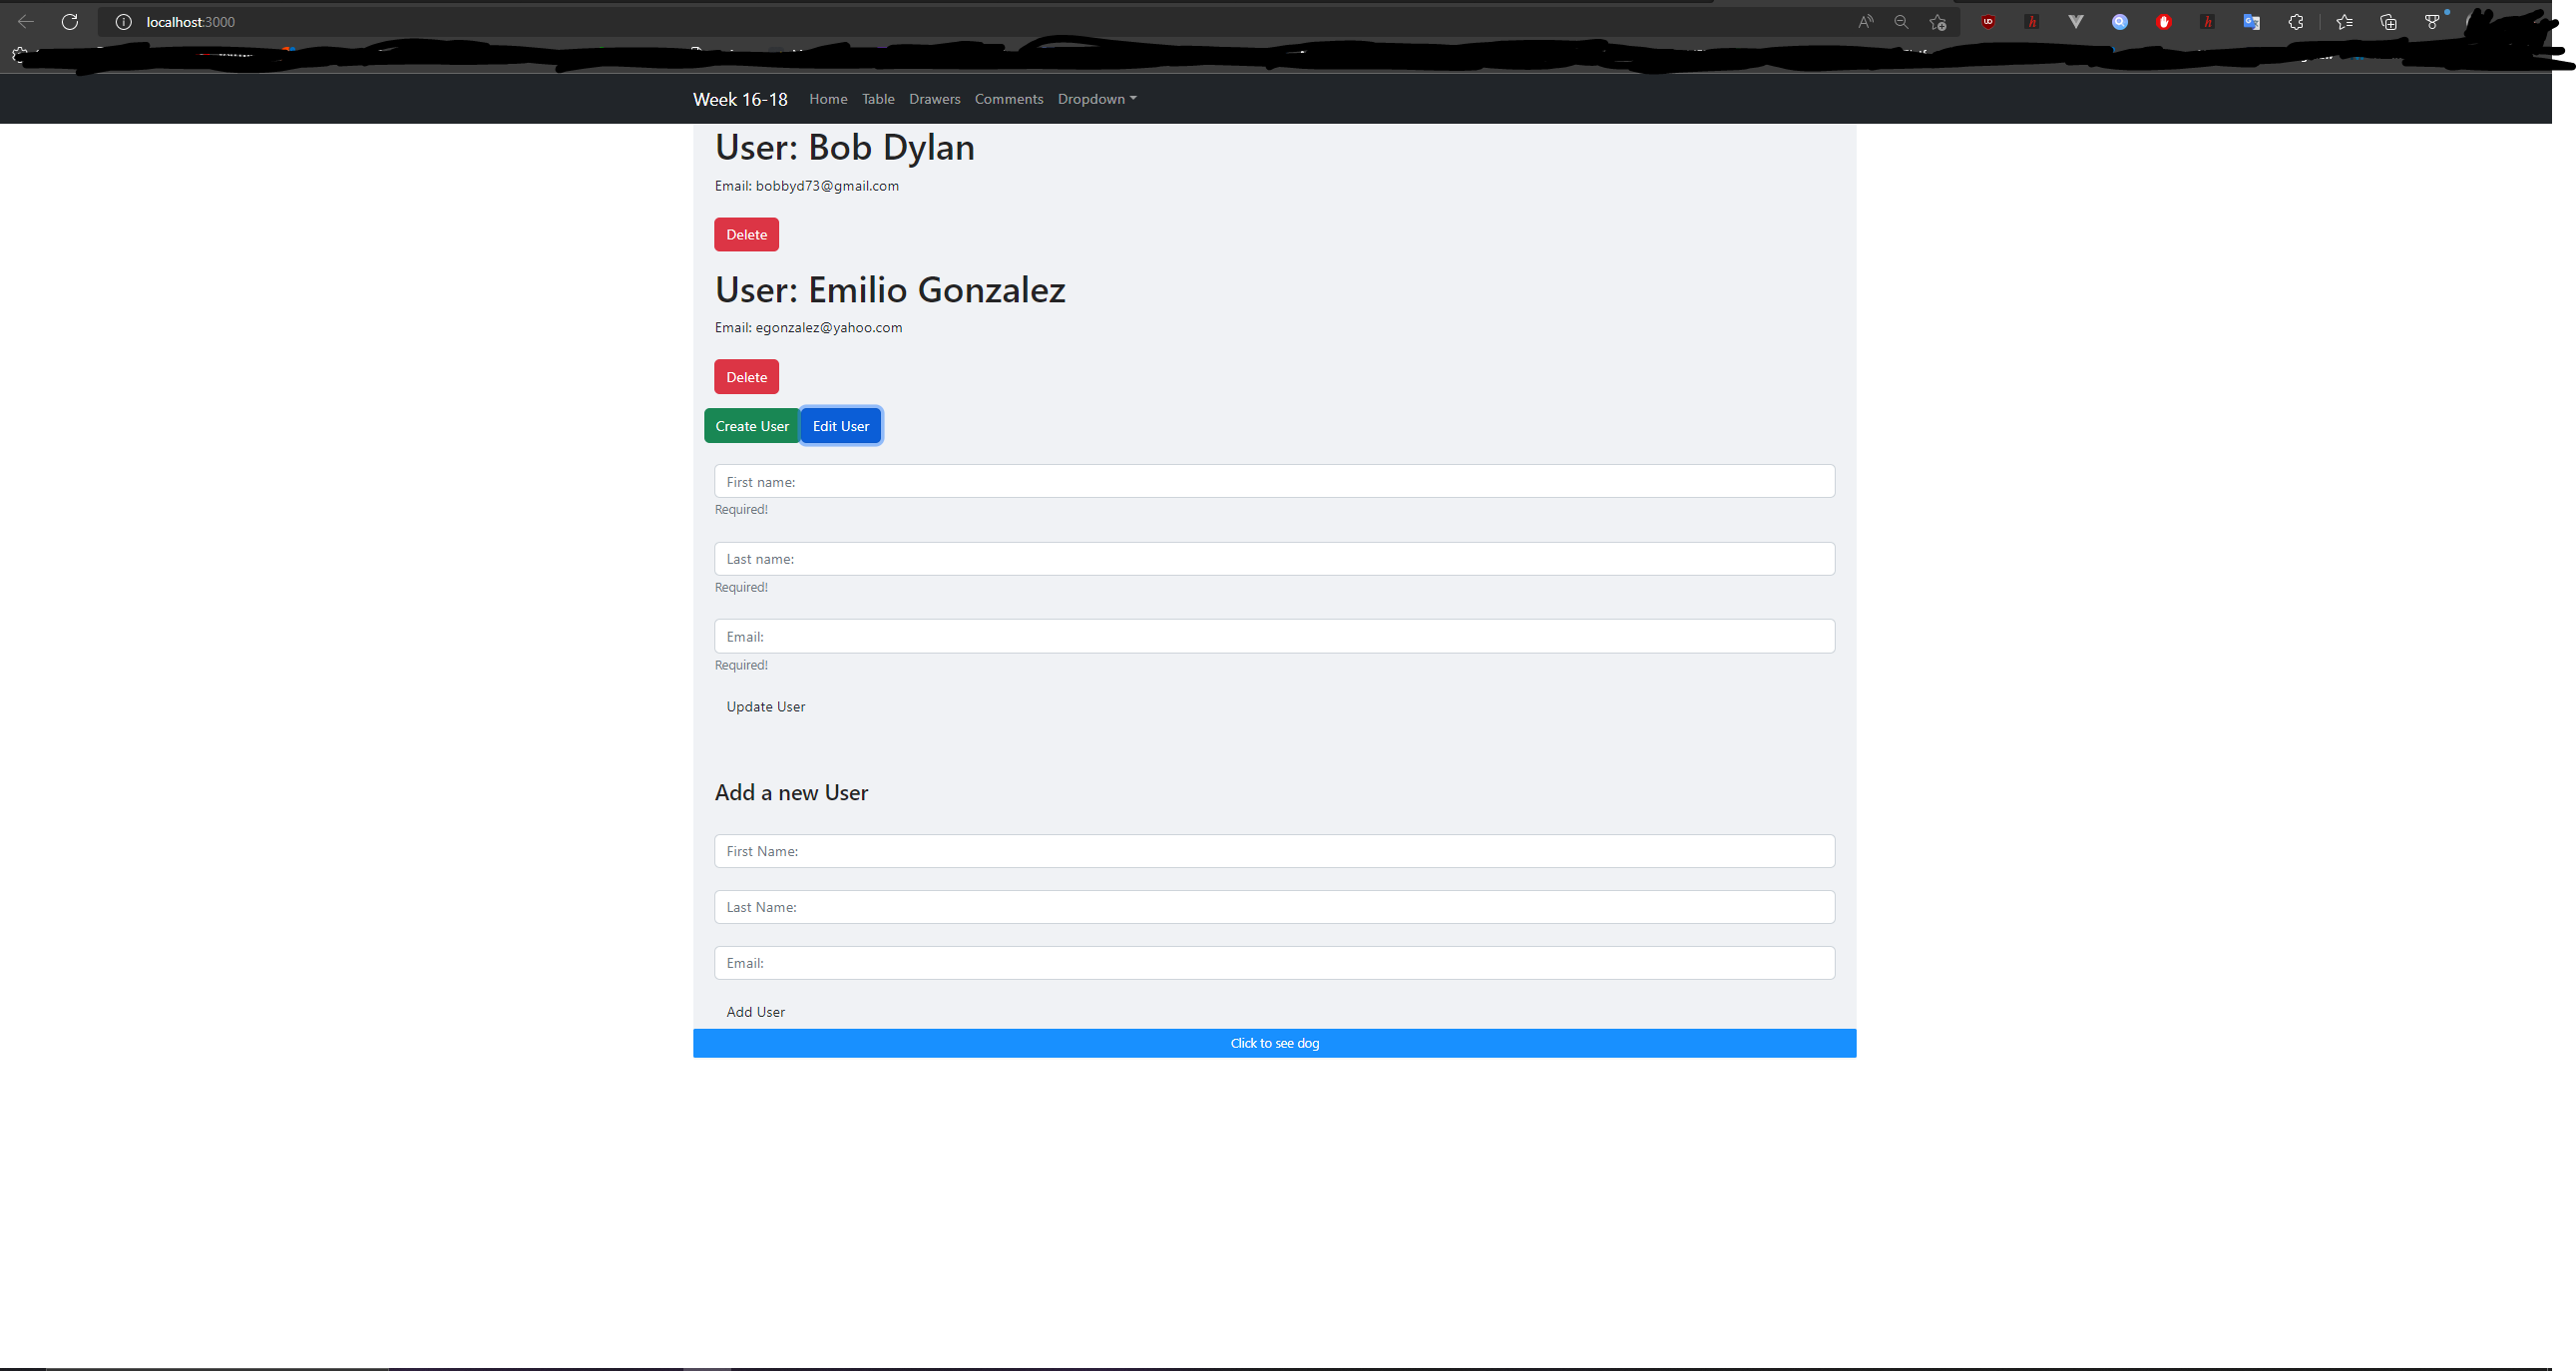 localhost:3000
Week 16-18 Home Table Drawers Comments Dropdown
User: Bob Dylan
Email: bobbyd73@gmail.com
Delete
User: Emilio Gonzalez
Email: egonzalez@yahoo.com
Delete
Create User Edit User
First name:
Required!
Last name:
Required!
Email:
Required!
Update User
Add a new User
First Name:
Last Name:
Email:
Add User
Click to see dog